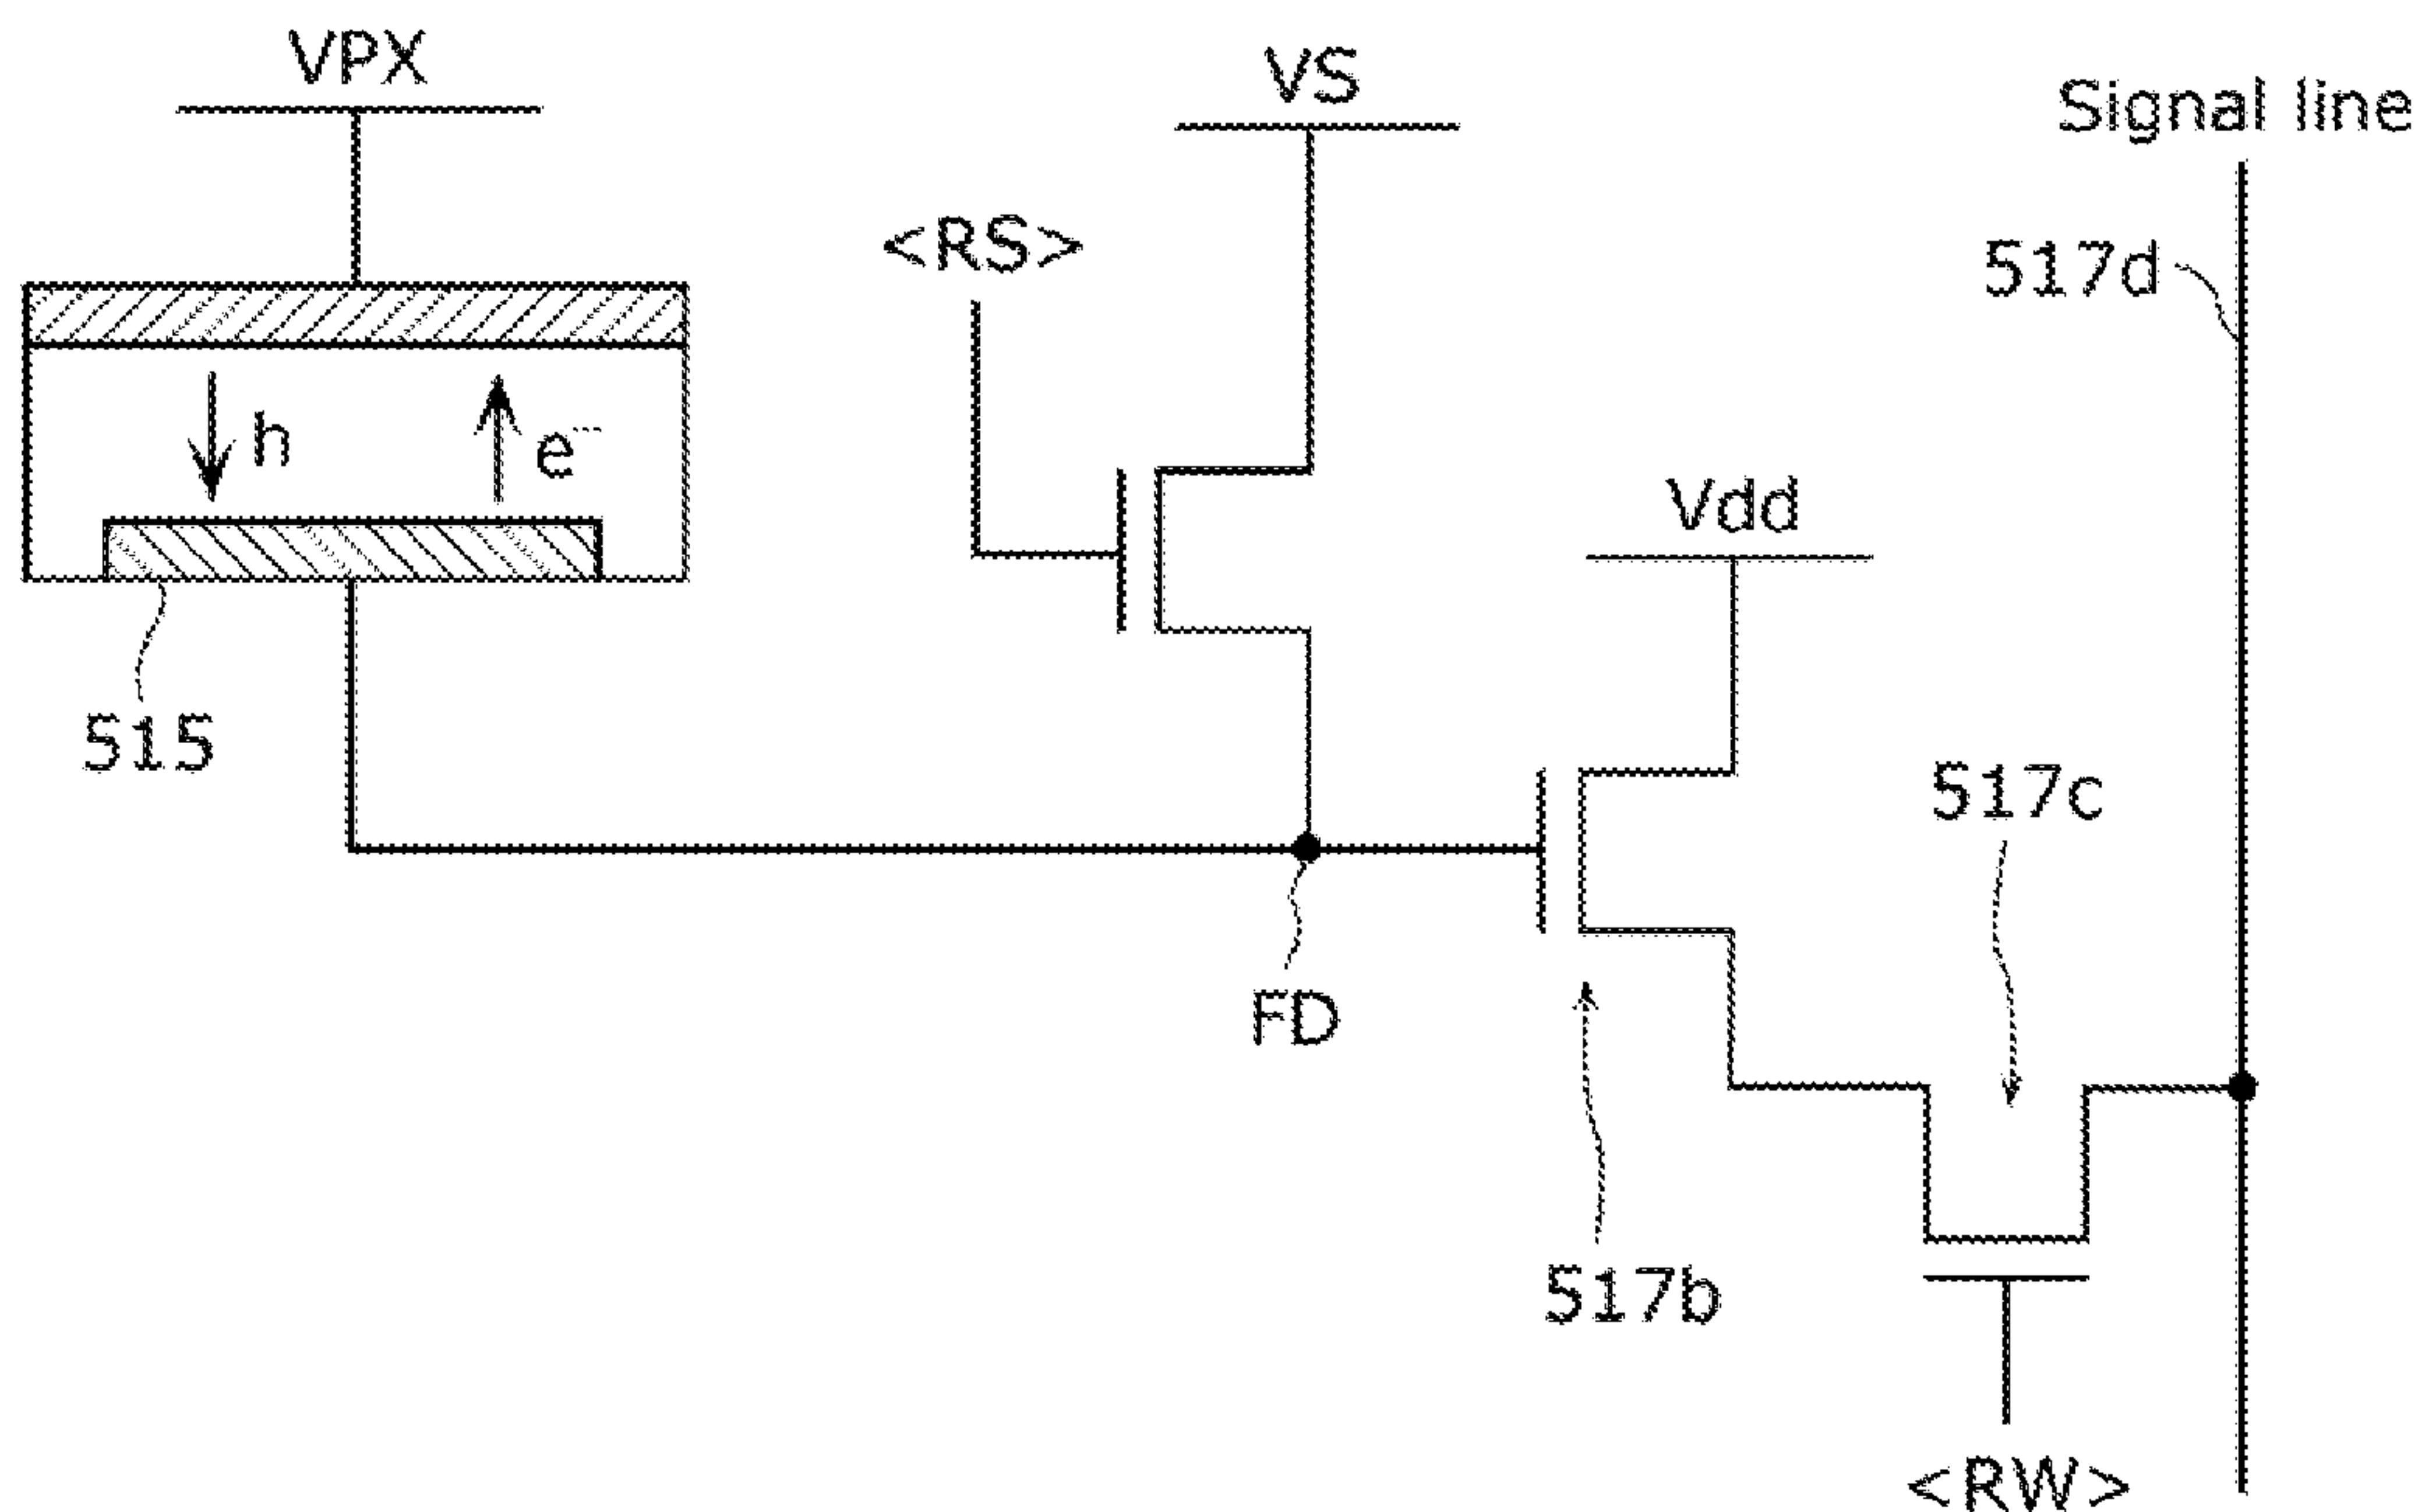 VPX
VS
Signal line
<RS>
517d
h
e⁻
Vdd
515
517c
FD
517b
<RW>